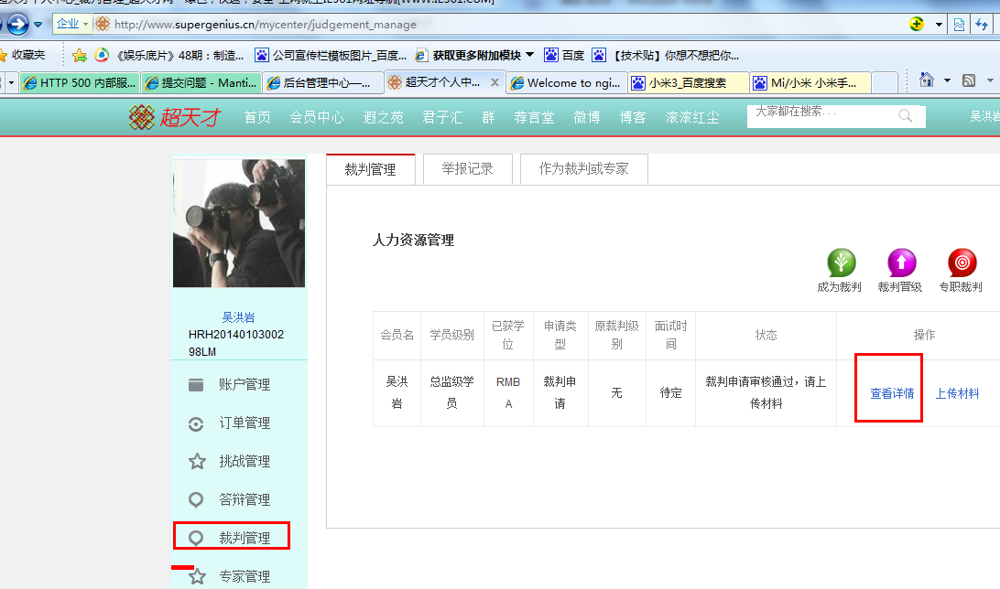 企业 http://www.supergenius.cn/mycenter/judgement_manage
收藏夹 《娱乐底片》48期：制造... 公司宣传栏模板图片_百度... 获取更多附加模块 百度 【技术贴】你想不想把你...
HTTP 500 内部服... 提交问题 - Manti... 后台管理中心—... 超天才个人中... Welcome to ngi... 小米3_百度搜索 Mi/小米 小米手...
超天才 首页 会员中心 遐之苑 君子汇 群 荐言堂 微博 博客 滚滚红尘 大家都在搜索... 吴洪岩
裁判管理 举报记录 作为裁判或专家
人力资源管理
成为裁判 裁判晋级 专职裁判
吴洪岩
HRH20140103002
98LM
账户管理
订单管理
挑战管理
答辩管理
裁判管理
专家管理
会员名 学员级别 已获学位 申请类型 原裁判级别 面试时间 状态 操作
吴洪岩 总监级学员 RMBA 裁判申请 无 待定 裁判申请审核通过，请上传材料 查看详情 上传材料